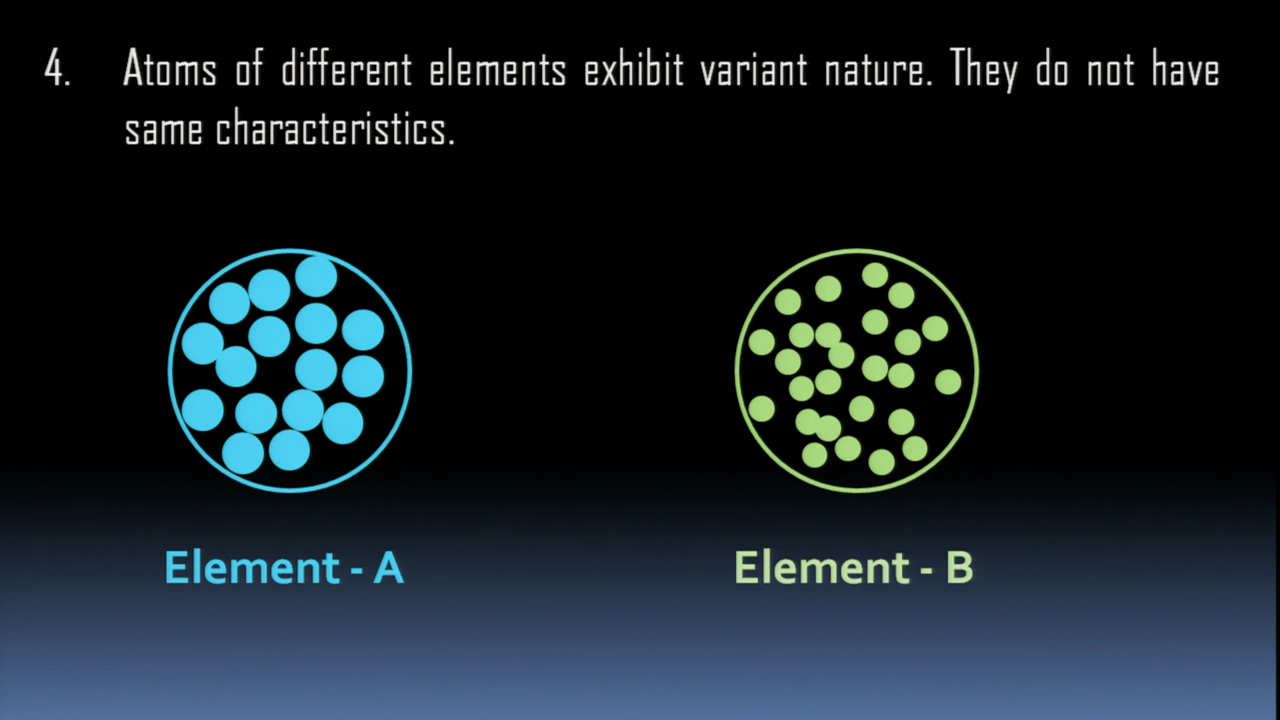 4. Atoms of different elements exhibit variant nature. They do not have
same characteristics.
Element - A
Element - B